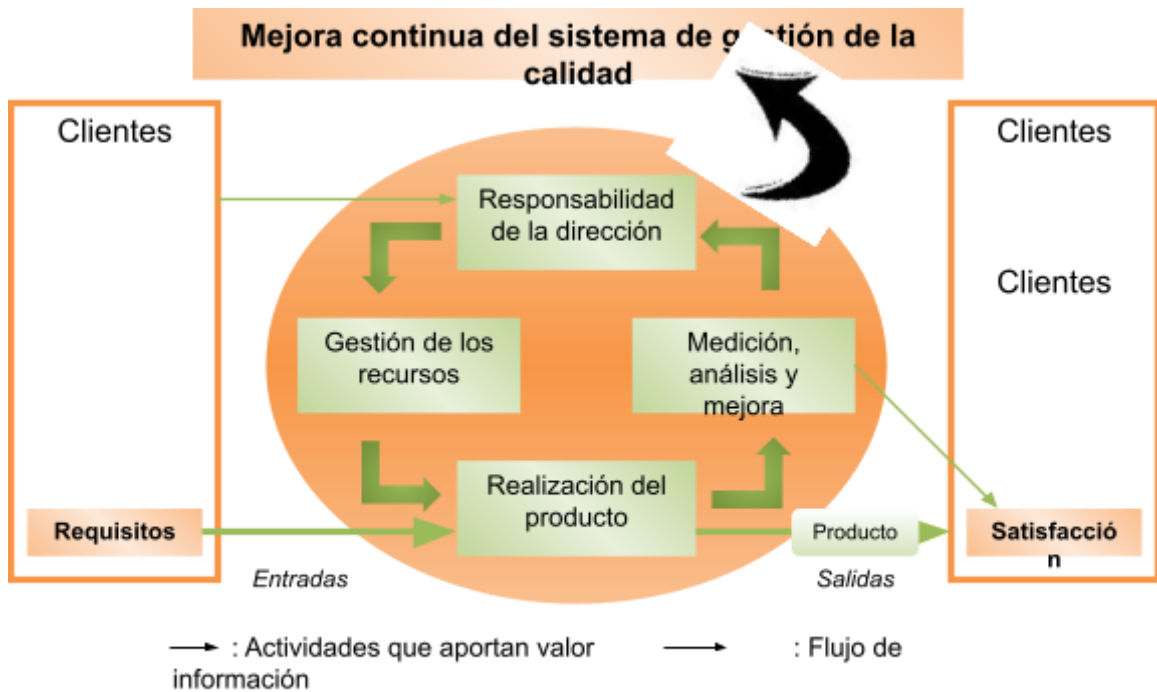 Mejora continua del sistema de gestión de la
calidad
Clientes
Clientes
Responsabilidad
de la dirección
Clientes
Gestión de los
recursos
Medición,
análisis y
mejora
Realización del
producto
Requisitos
Producto
Satisfacció
n
Entradas
Salidas
: Actividades que aportan valor
: Flujo de
información